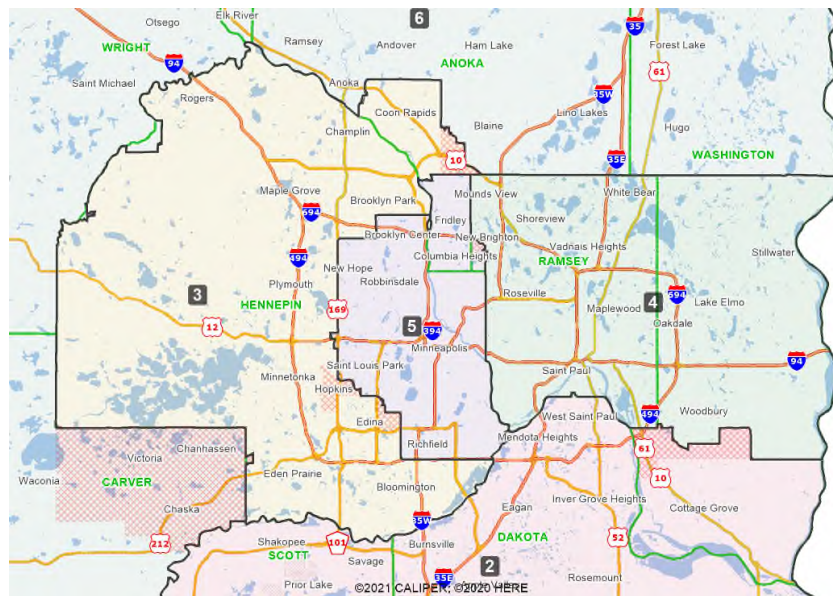 Otsego
Elk River
Ramsey
Andover
6
Ham Lake
35
Forest Lake
WRIGHT
94
ANOKA
61
Saint Michael
Rogers
Anoka
Coon Rapids
35W
Lino Lakes
Champlin
Blaine
Hugo
10
35E
WASHINGTON
Maple Grove
Mounds View
White Bear
694
Brooklyn Park
Fridley
Shoreview
Brooklyn Center
New Brighton
Vadnais Heights
Stillwater
494
New Hope
Columbia Heights
RAMSEY
Plymouth
Robbinsdale
3
HENNEPIN
169
Roseville
Maplewood
4
694
Lake Elmo
12
5
394
Oakdale
Minneapolis
Saint Louis Park
Saint Paul
94
Minnetonka
Hopkins
West Saint Paul
494
Woodbury
Edina
Richfield
Mendota Heights
61
Chanhassen
Victoria
Waconia
CARVER
Eden Prairie
Bloomington
Inver Grove Heights
10
Chaska
Eagan
Cottage Grove
212
35W
Shakopee
101
Burnsville
DAKOTA
52
SCOTT
Savage
2
Prior Lake
35E
Rosemount
©2021 CALIPER; ©2020 HERE